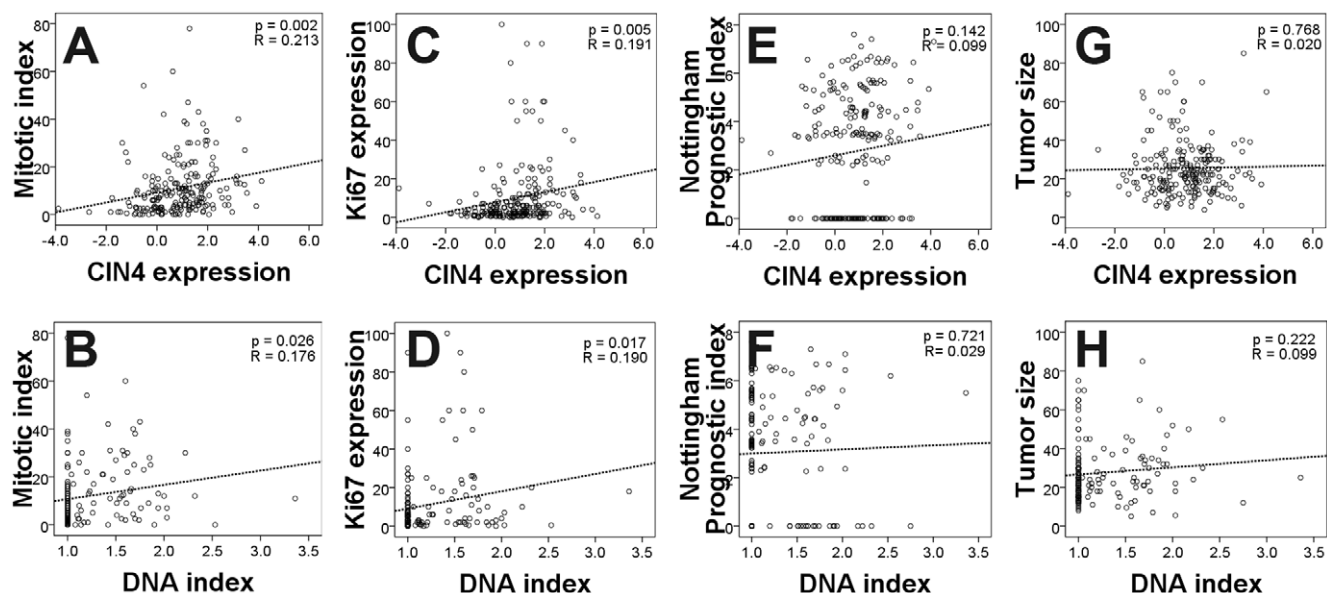 A
p = 0.002
R = 0.213
Mitotic index
80
60
40
20
0
-4.0 -2.0 0.0 2.0 4.0 6.0
CIN4 expression
C
p = 0.005
R = 0.191
Ki67 expression
100
80
60
40
20
0
-4.0 -2.0 0.0 2.0 4.0 6.0
CIN4 expression
E
p = 0.142
R = 0.099
Nottingham
Prognostic Index
8
6
4
2
0
-4.0 -2.0 0.0 2.0 4.0 6.0
CIN4 expression
G
p = 0.768
R = 0.020
Tumor size
100
80
60
40
20
0
-4.0 -2.0 0.0 2.0 4.0 6.0
CIN4 expression
B
p = 0.026
R = 0.176
Mitotic index
80
60
40
20
0
1.0 1.5 2.0 2.5 3.0 3.5
DNA index
D
p = 0.017
R = 0.190
Ki67 expression
100
80
60
40
20
0
1.0 1.5 2.0 2.5 3.0 3.5
DNA index
F
p = 0.721
R= 0.029
Nottingham
Prognostic index
8
6
4
2
0
1.0 1.5 2.0 2.5 3.0 3.5
DNA index
H
p = 0.222
R = 0.099
Tumor size
100
80
60
40
20
0
1.0 1.5 2.0 2.5 3.0 3.5
DNA index